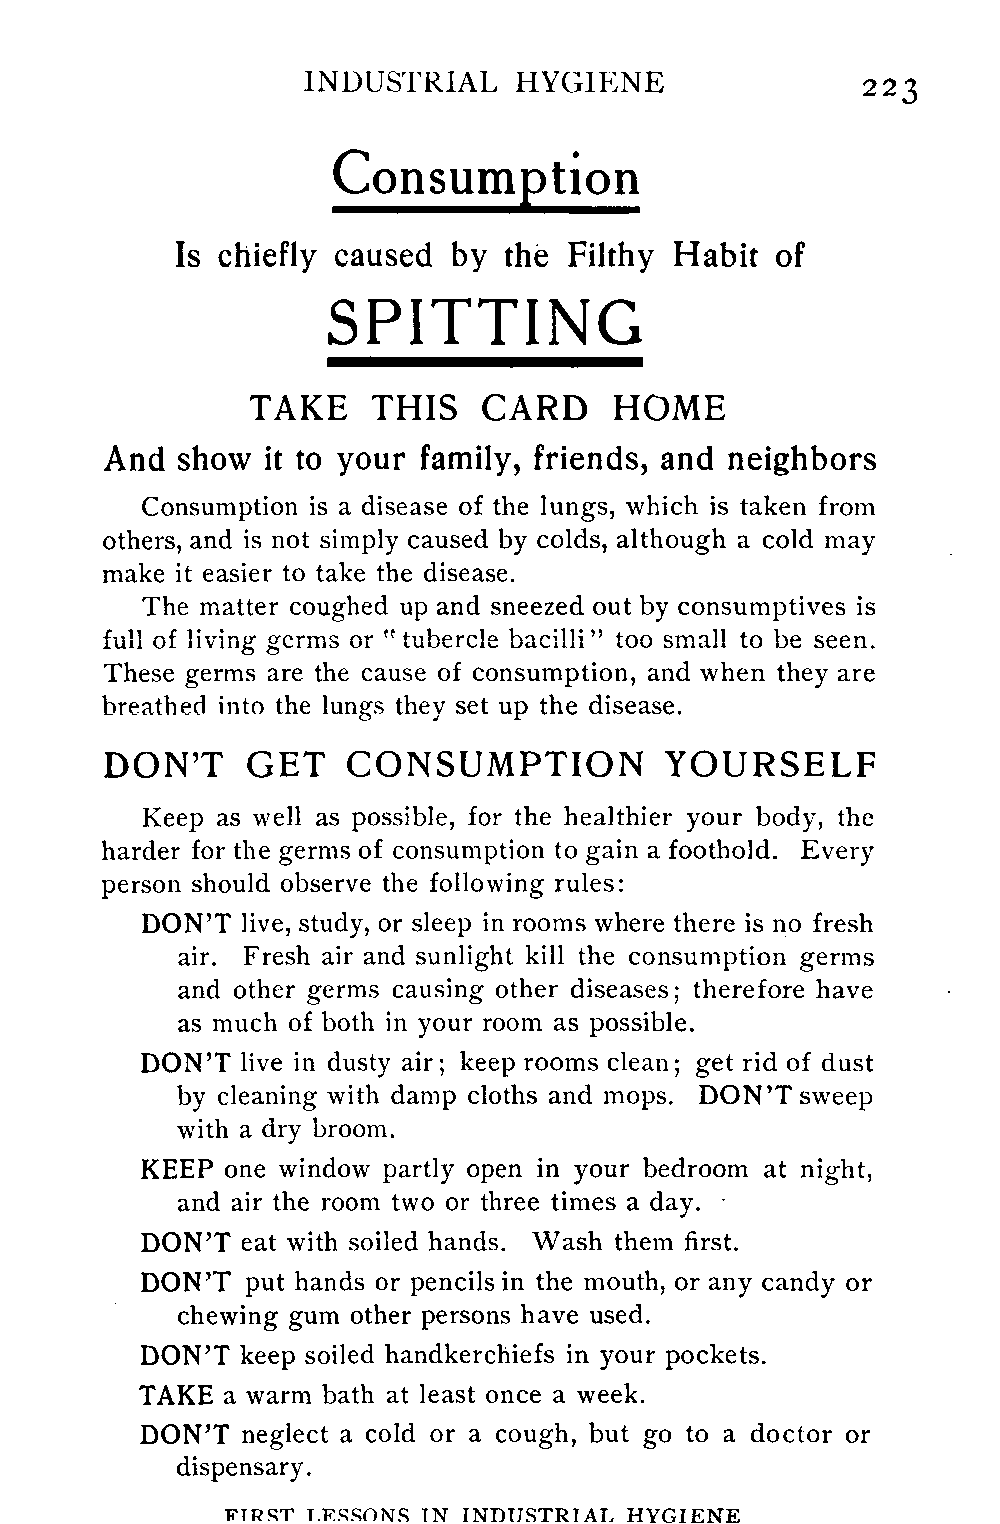 INDUSTRIAL HYGIENE 223
Consumption
Is chiefly caused by the Filthy Habit of
SPITTING
TAKE THIS CARD HOME
And show it to your family, friends, and neighbors
Consumption is a disease of the lungs, which is taken from
others, and is not simply caused by colds, although a cold may
make it easier to take the disease.
The matter coughed up and sneezed out by consumptives is
full of living germs or "tubercle bacilli" too small to be seen.
These germs are the cause of consumption, and when they are
breathed into the lungs they set up the disease.
DON'T GET CONSUMPTION YOURSELF
Keep as well as possible, for the healthier your body, the
harder for the germs of consumption to gain a foothold. Every
person should observe the following rules:
DON'T live, study, or sleep in rooms where there is no fresh
air. Fresh air and sunlight kill the consumption germs
and other germs causing other diseases; therefore have
as much of both in your room as possible.
DON'T live in dusty air; keep rooms clean; get rid of dust
by cleaning with damp cloths and mops. DON'T sweep
with a dry broom.
KEEP one window partly open in your bedroom at night,
and air the room two or three times a day.
DON'T eat with soiled hands. Wash them first.
DON'T put hands or pencils in the mouth, or any candy or
chewing gum other persons have used.
DON'T keep soiled handkerchiefs in your pockets.
TAKE a warm bath at least once a week.
DON'T neglect a cold or a cough, but go to a doctor or
dispensary.
FIRST LESSONS IN INDUSTRIAL HYGIENE